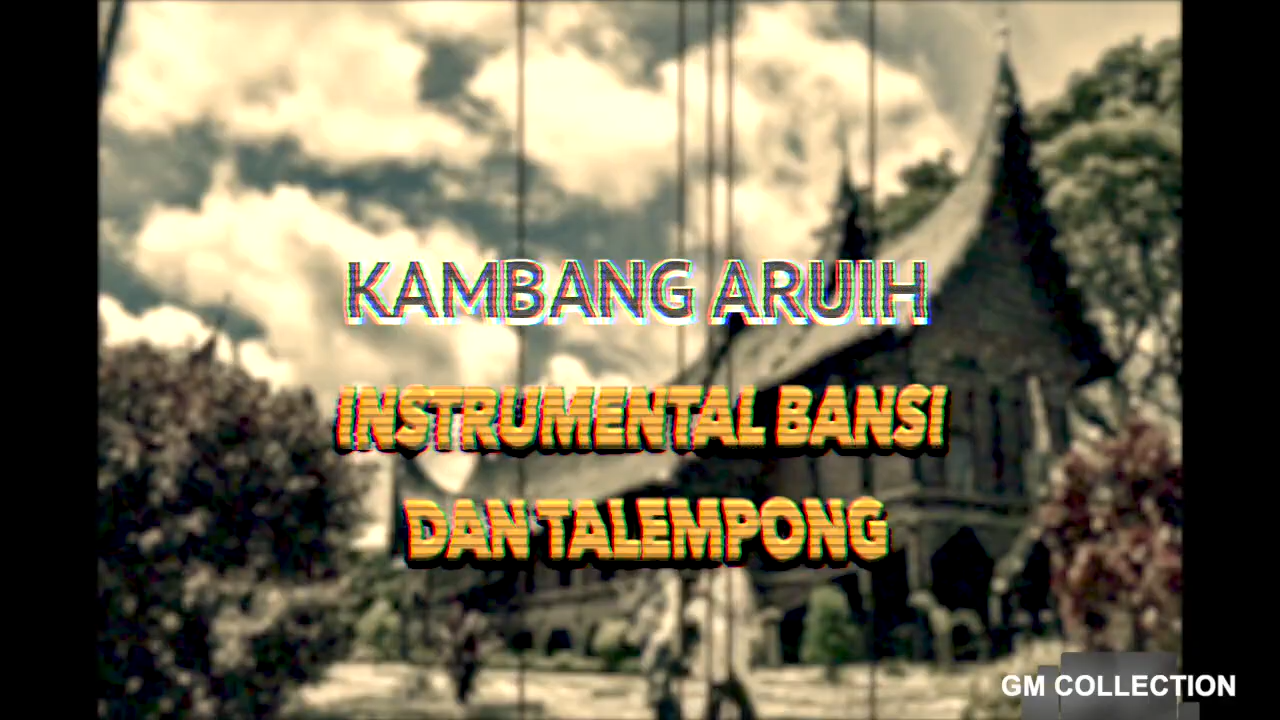 KAMBANG ARUIH
INSTRUMENTAL BANSI
DAN TALEMPONG
GM COLLECTION